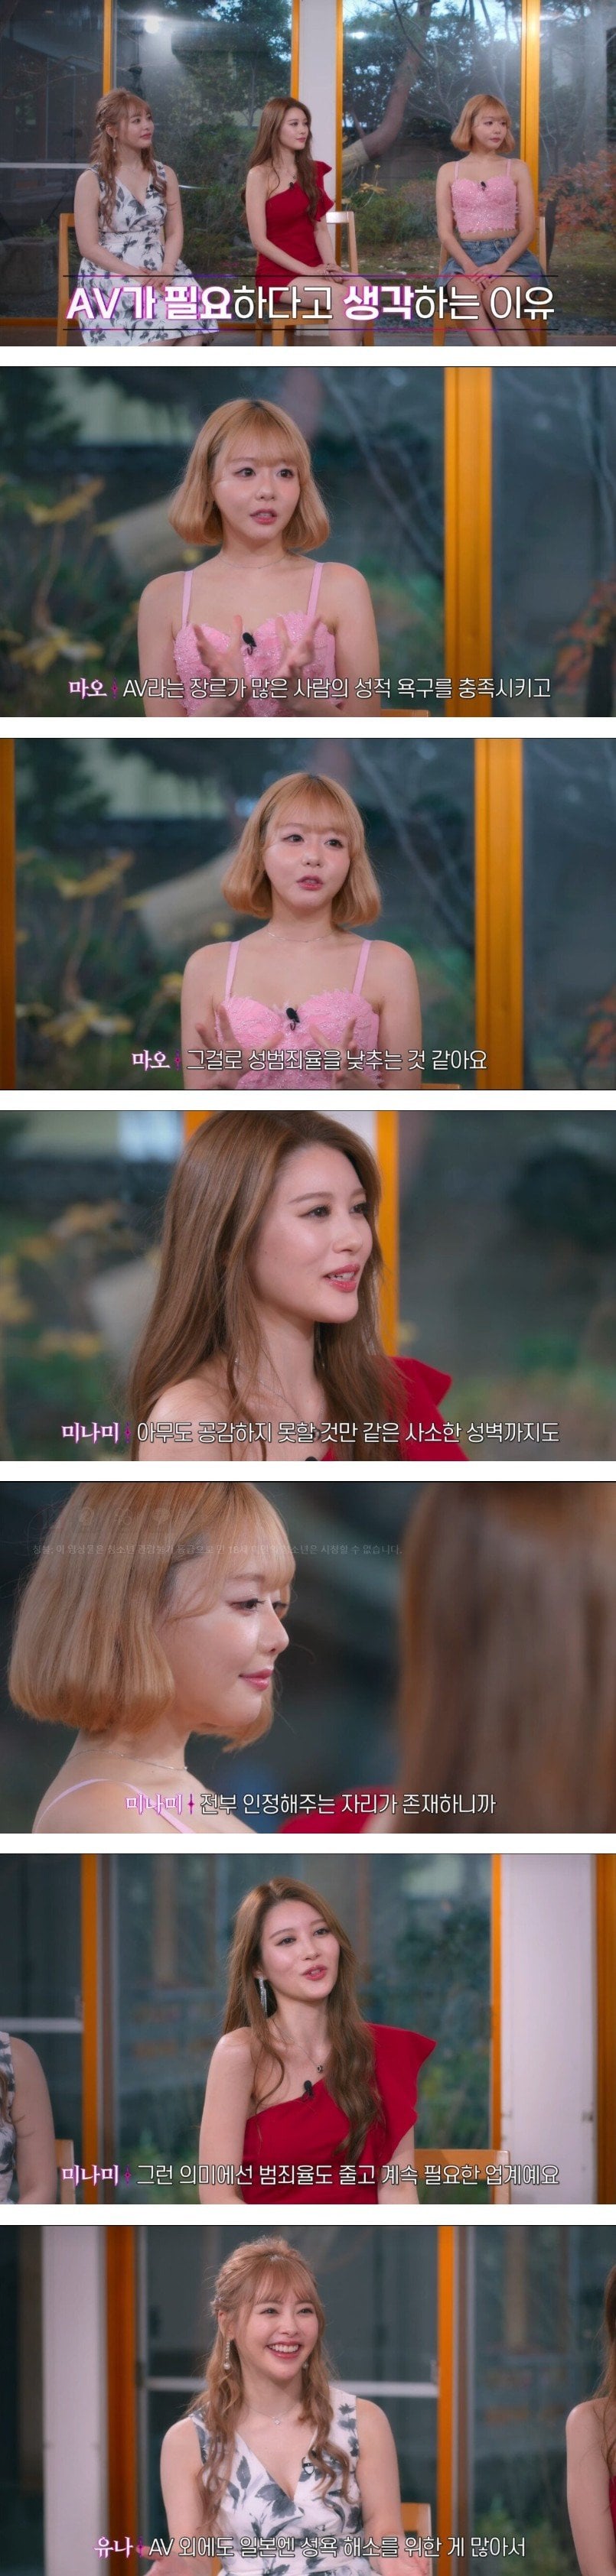 AV가 필요하다고 생각하는 이유
마오 AV라는 장르가 많은 사람의 성적 욕구를 충족시키고
마오 그걸로 성범죄율을 낮추는 것 같아요
미나미 아무도 공감하지 못할 것만 같은 사소한 성벽까지도
미나미 전부 인정해주는 자리가 존재하니까
미나미 그런 의미에선 범죄율도 줄고 계속 필요한 업계예요
유나 AV 외에도 일본엔 성욕 해소를 위한 게 많아서